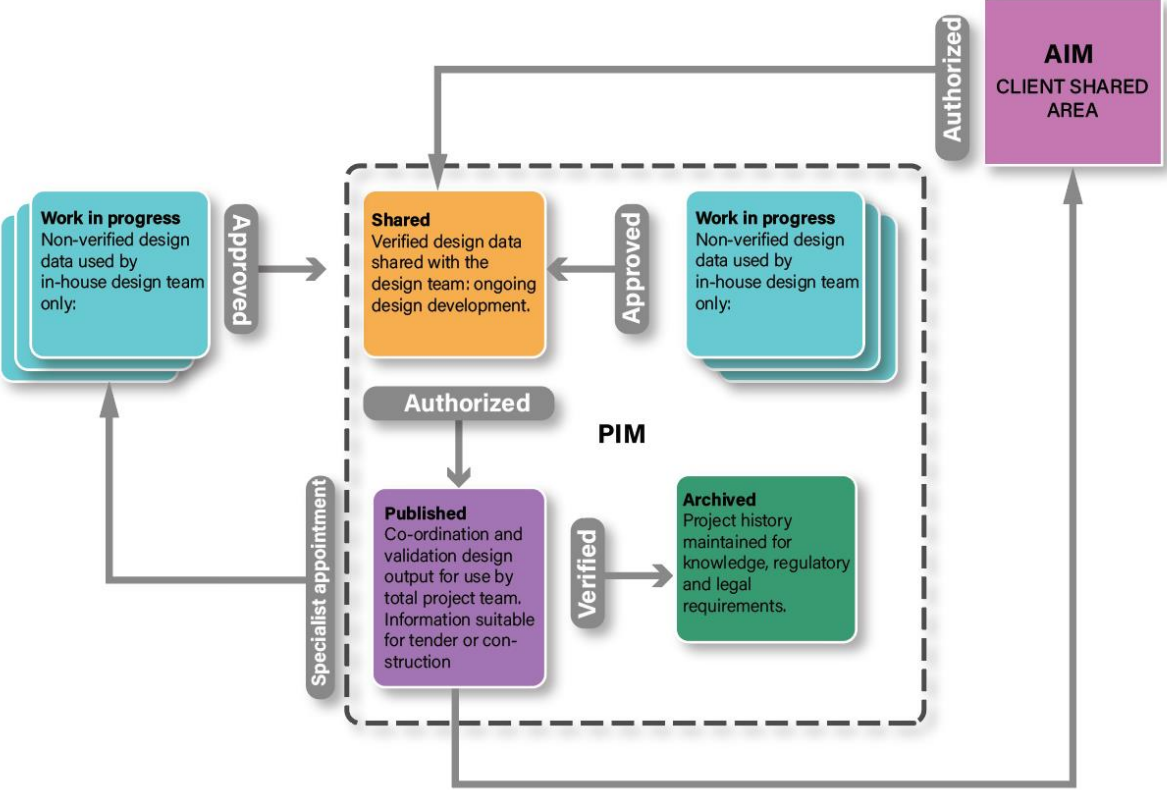 AIM
CLIENT SHARED
AREA
Authorized
Work in progress
Non-verified design
data used by
in-house design team
only:
Approved
Shared
Verified design data
shared with the
design team: ongoing
design development.
Approved
Work in progress
Non-verified design
data used by
in-house design team
only:
Authorized
PIM
Specialist appointment
Published
Co-ordination and
validation design
output for use by
total project team.
Information suitable
for tender or con-
struction
Verified
Archived
Project history
maintained for
knowledge, regulatory
and legal
requirements.